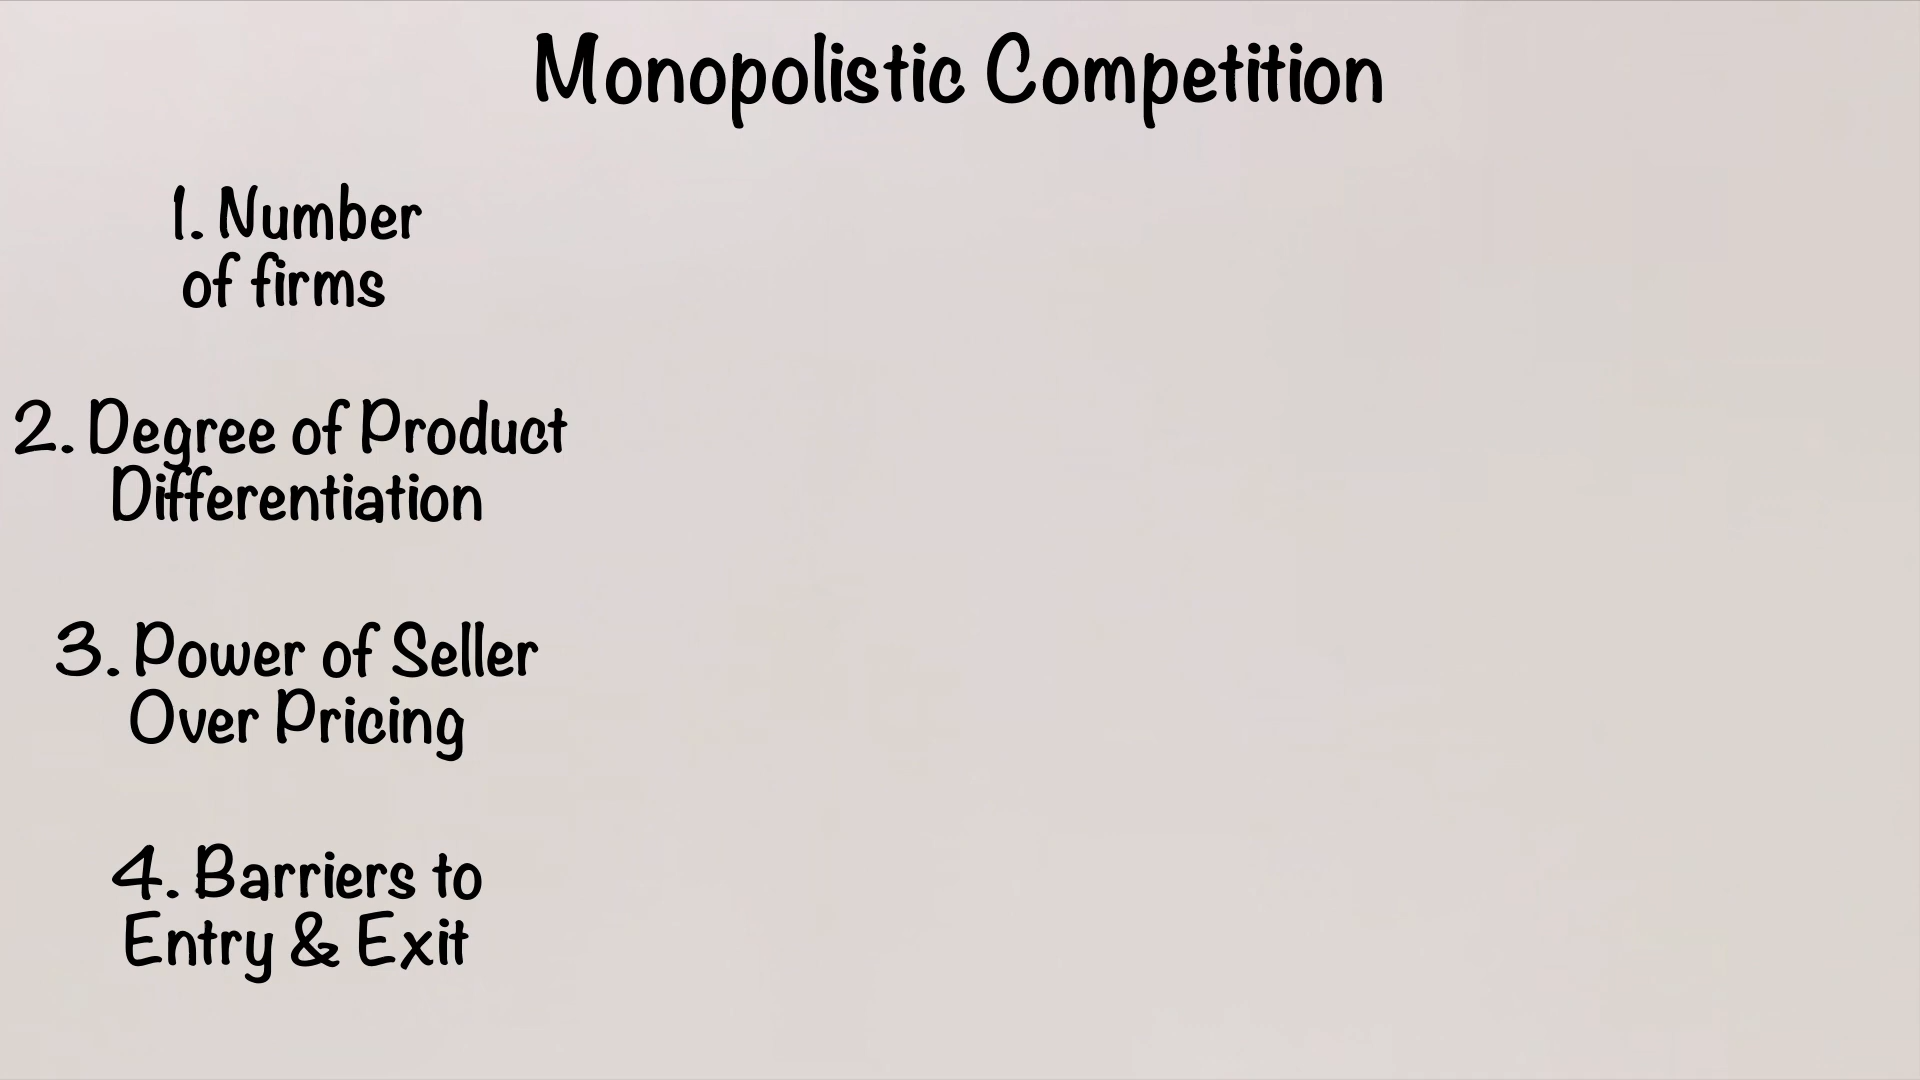 Monopolistic Competition
1. Number
of firms
2. Degree of Product
Differentiation
3. Power of Seller
Over Pricing
4. Barriers to
Entry & Exit